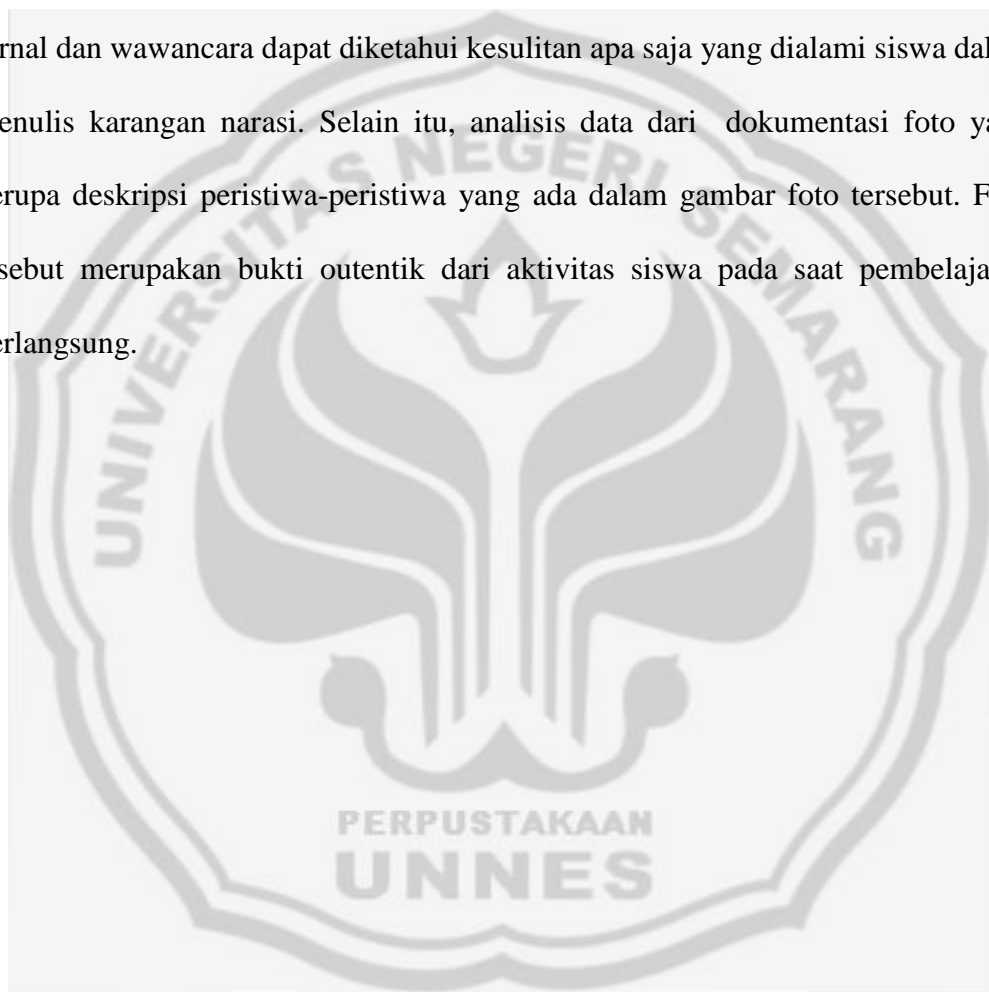 rnal dan wawancara dapat diketahui kesulitan apa saja yang dialami siswa dal
enulis karangan narasi. Selain itu, analisis data dari dokumentasi foto ya
erupa deskripsi peristiwa-peristiwa yang ada dalam gambar foto tersebut. F
sebut merupakan bukti outentik dari aktivitas siswa pada saat pembelaja
erlangsung.
UNIVERSITAS NEGERI SEMARANG
PERPUSTAKAAN
UNNES